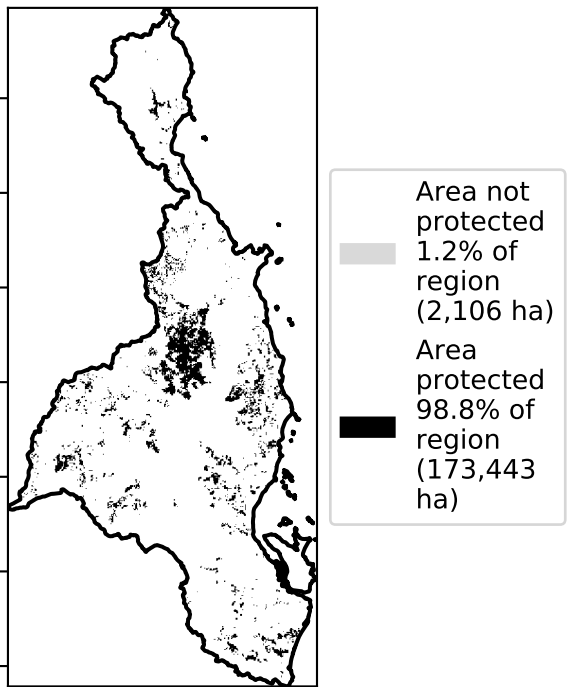 Area not
protected
1.2% of
region
(2,106 ha)
Area
protected
98.8% of
region
(173,443
ha)